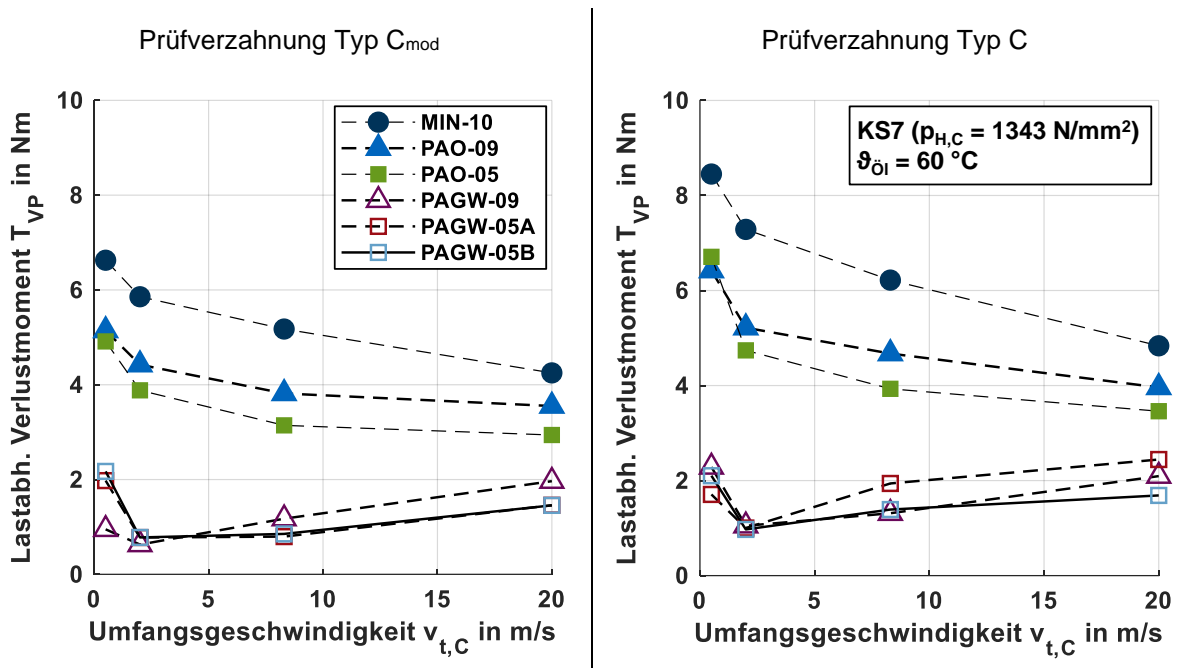 Prüfverzahnung Typ Cmod
10
8
6
4
2
0
0 5 10 15 20
Lastabh. Verlustmoment TVP in Nm
Umfangsgeschwindigkeit vt,C in m/s
MIN-10
PAO-09
PAO-05
PAGW-09
PAGW-05A
PAGW-05B
Prüfverzahnung Typ C
10
8
6
4
2
0
0 5 10 15 20
Lastabh. Verlustmoment TVP in Nm
Umfangsgeschwindigkeit vt,C in m/s
KS7 (pH,C = 1343 N/mm²)
ϑÖl = 60 °C